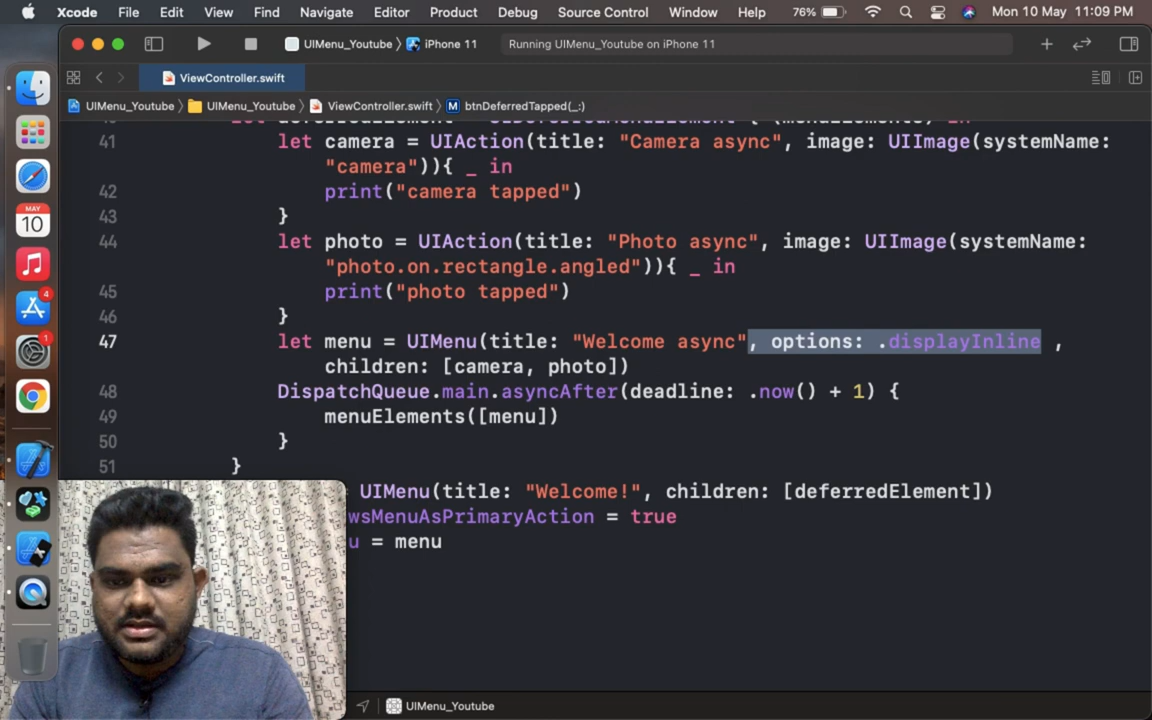 Xcode File Edit View Find Navigate Editor Product Debug Source Control Window Help 76% Mon 10 May 11:09 PM
UIMenu_Youtube › iPhone 11 Running UIMenu_Youtube on iPhone 11
ViewController.swift
UIMenu_Youtube › UIMenu_Youtube › ViewController.swift › M btnDeferredTapped(_:)
41 let camera = UIAction(title: "Camera async", image: UIImage(systemName:
"camera")){ _ in
42 print("camera tapped")
43 }
44 let photo = UIAction(title: "Photo async", image: UIImage(systemName:
"photo.on.rectangle.angled")){ _ in
45 print("photo tapped")
46 }
47 let menu = UIMenu(title: "Welcome async", options: .displayInline ,
children: [camera, photo])
48 DispatchQueue.main.asyncAfter(deadline: .now() + 1) {
49 menuElements([menu])
50 }
51 }
UIMenu(title: "Welcome!", children: [deferredElement])
wsMenuAsPrimaryAction = true
u = menu
UIMenu_Youtube
MAY
10
4
1